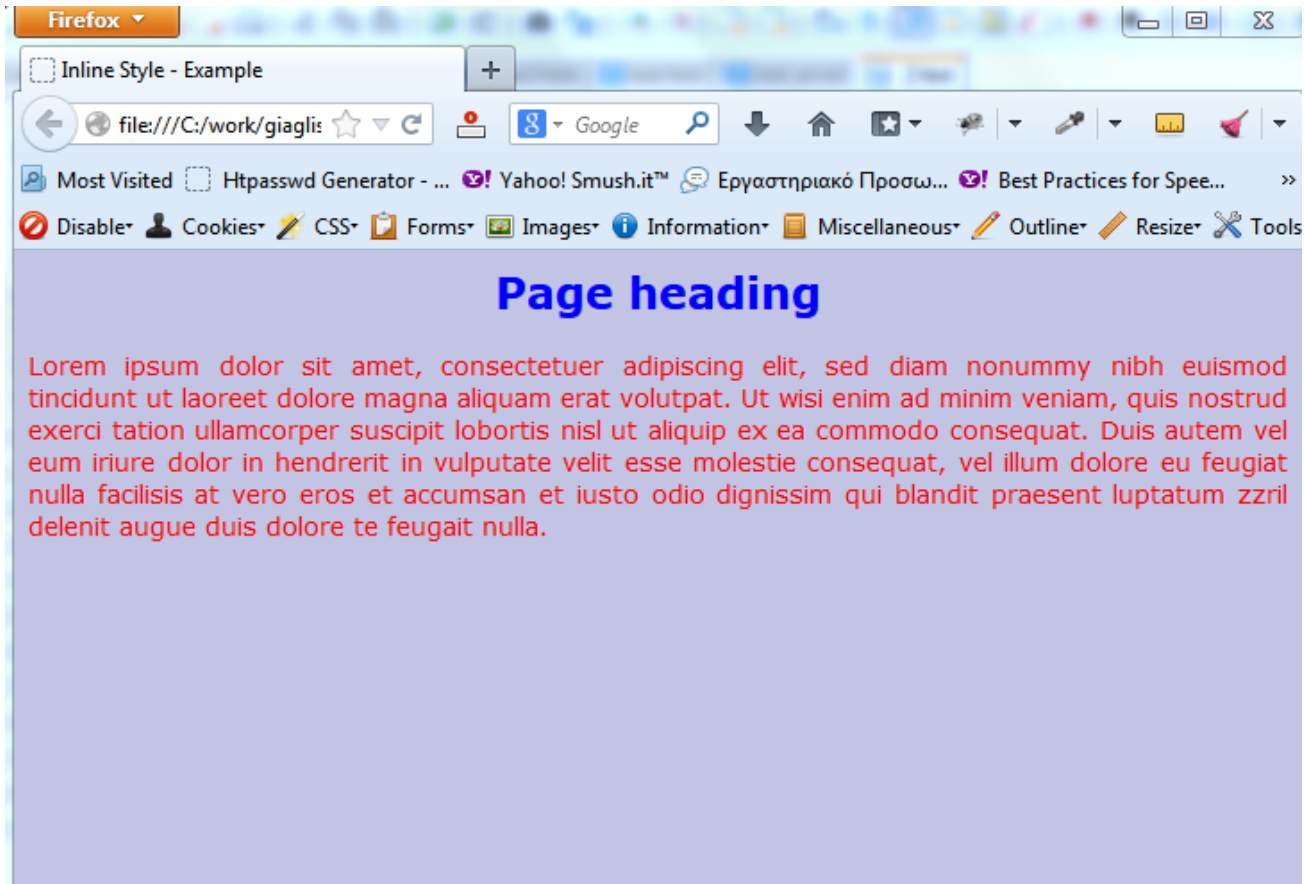 Firefox
Inline Style - Example
file:///C:/work/giaglis
8 Google
Most Visited Htpasswd Generator - ... Yahoo! Smush.it™ Εργαστηριακό Προσω... Best Practices for Spee... »
Disable Cookies CSS Forms Images Information Miscellaneous Outline Resize Tools
Page heading
Lorem ipsum dolor sit amet, consectetuer adipiscing elit, sed diam nonummy nibh euismod
tincidunt ut laoreet dolore magna aliquam erat volutpat. Ut wisi enim ad minim veniam, quis nostrud
exerci tation ullamcorper suscipit lobortis nisl ut aliquip ex ea commodo consequat. Duis autem vel
eum iriure dolor in hendrerit in vulputate velit esse molestie consequat, vel illum dolore eu feugiat
nulla facilisis at vero eros et accumsan et iusto odio dignissim qui blandit praesent luptatum zzril
delenit augue duis dolore te feugait nulla.